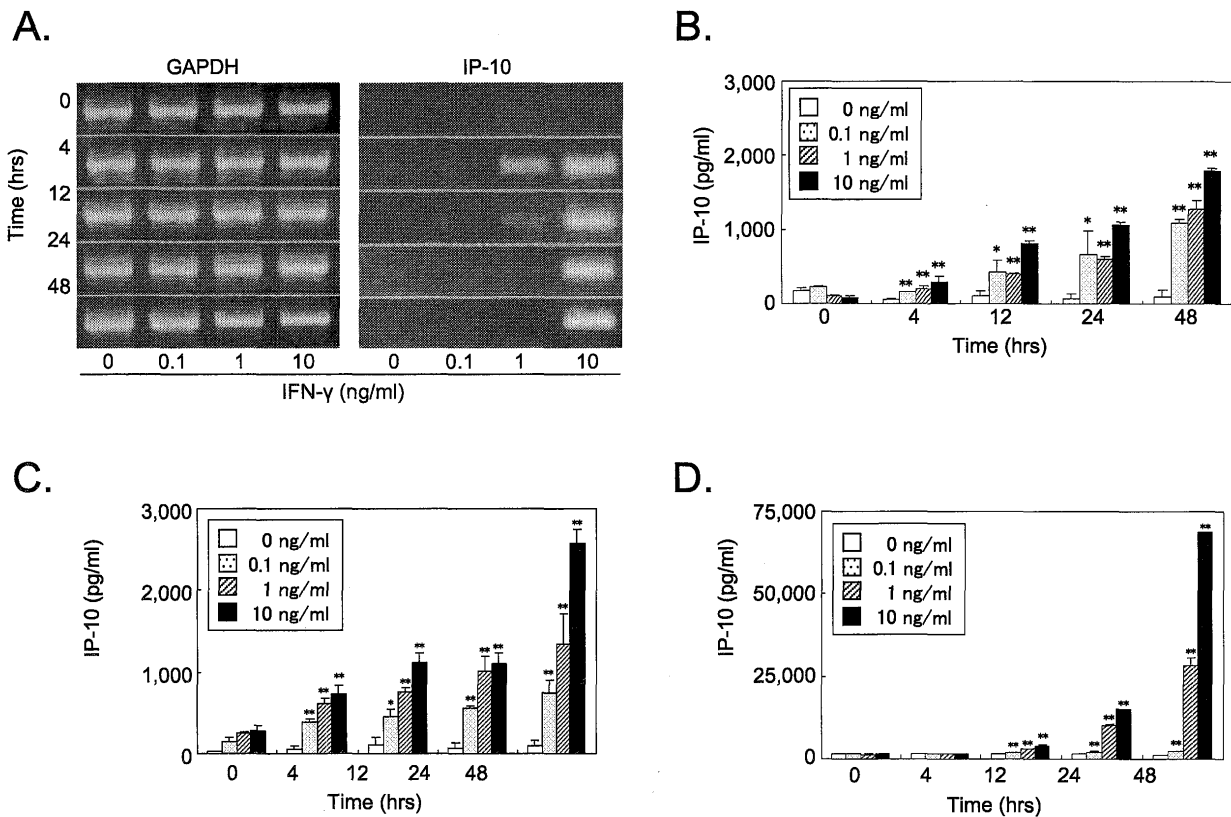 A.
GAPDH
IP-10
Time (hrs)
0
4
12
24
48
0 0.1 1 10
0 0.1 1 10
IFN-γ (ng/ml)
B.
IP-10 (pg/ml)
3,000
2,000
1,000
0
0 ng/ml
0.1 ng/ml
1 ng/ml
10 ng/ml
** ** **
* ** **
* ** **
** ** **
0 4 12 24 48
Time (hrs)
C.
IP-10 (pg/ml)
3,000
2,000
1,000
0
0 ng/ml
0.1 ng/ml
1 ng/ml
10 ng/ml
** ** **
* ** **
** ** **
** ** **
0 4 12 24 48
Time (hrs)
D.
IP-10 (pg/ml)
75,000
50,000
25,000
0
0 ng/ml
0.1 ng/ml
1 ng/ml
10 ng/ml
** ** **
** ** **
** ** **
0 4 12 24 48
Time (hrs)